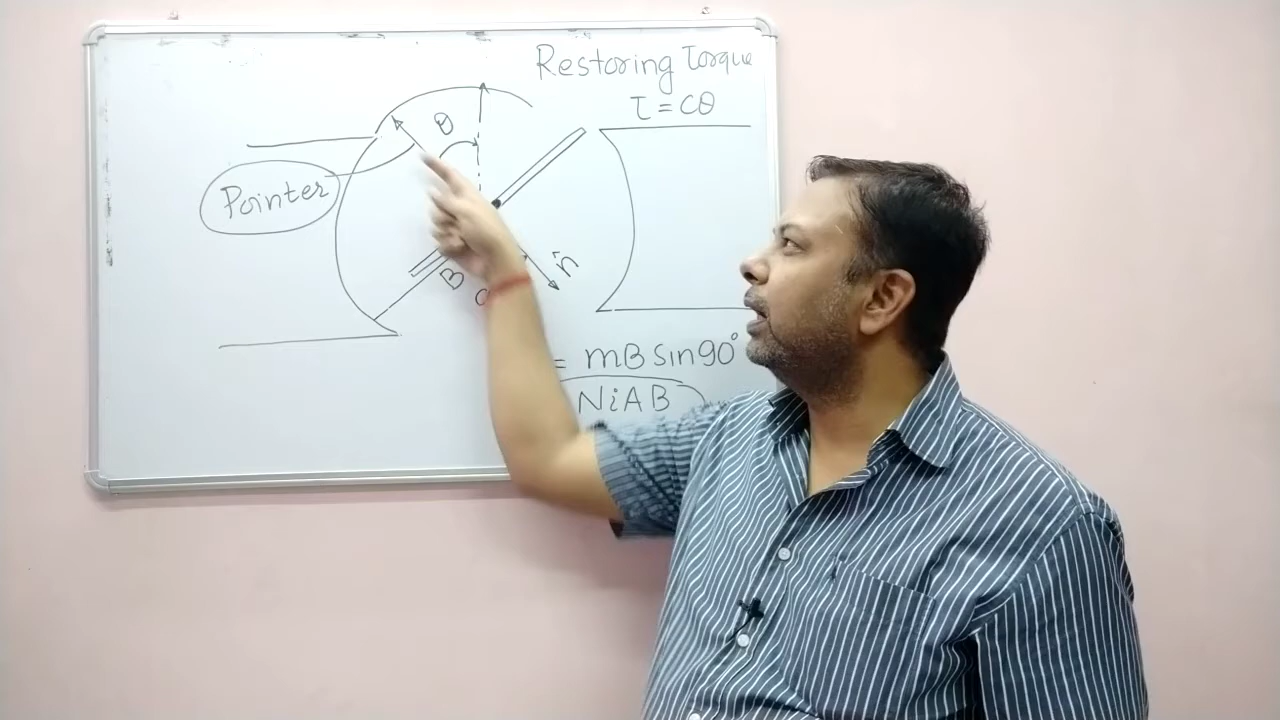 Restoring Torque
τ = Cθ
θ
Pointer
B
n̂
= mB sin90°
NiAB